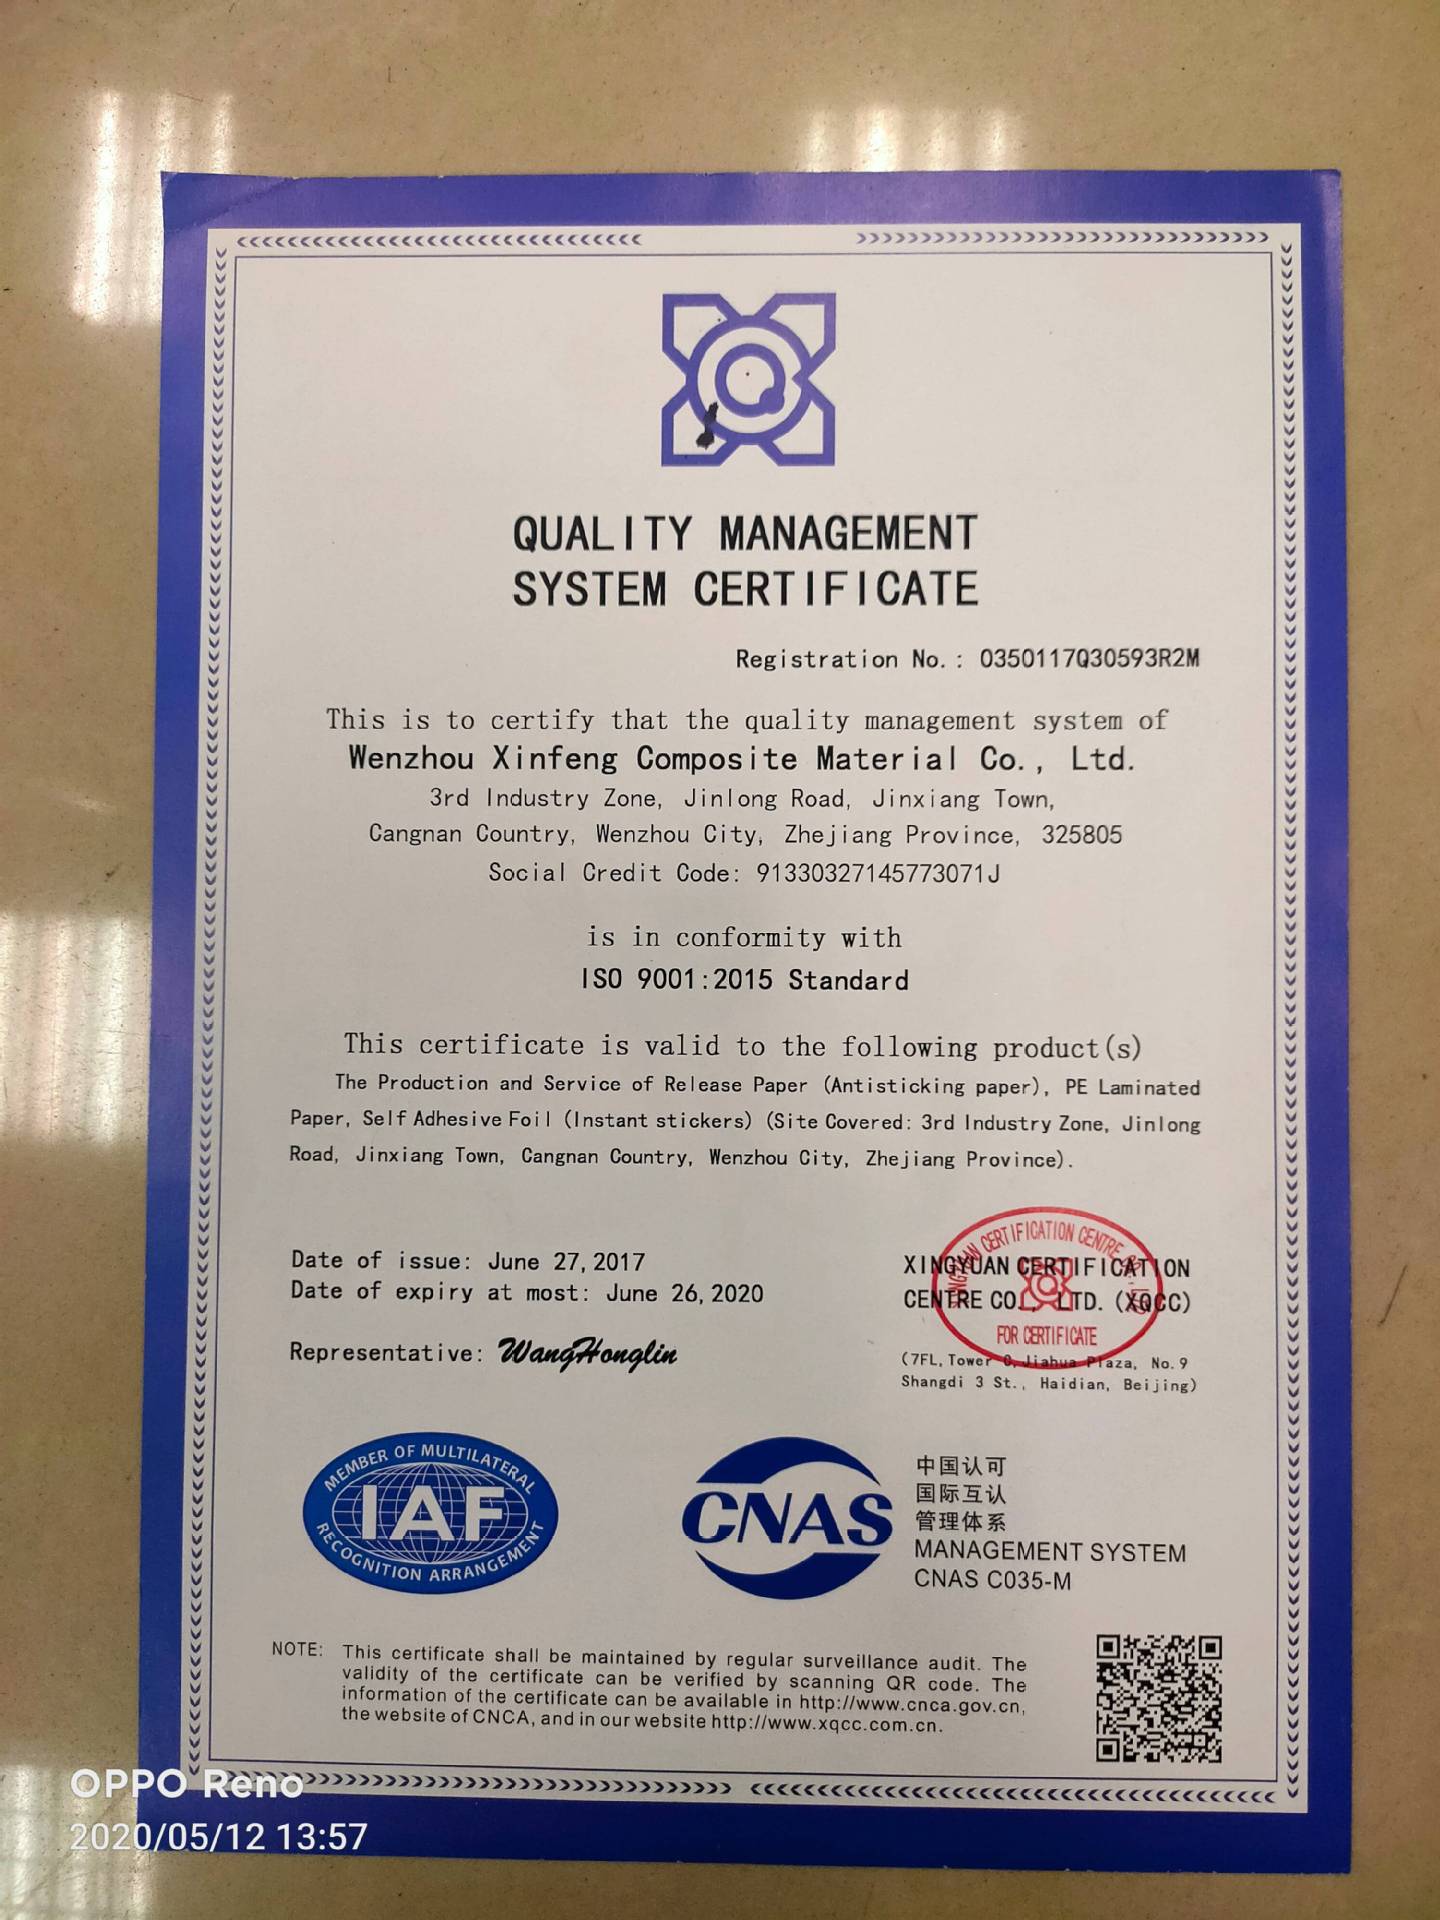 QUALITY MANAGEMENT
SYSTEM CERTIFICATE
Registration No.: 0350117Q30593R2M
This is to certify that the quality management system of
Wenzhou Xinfeng Composite Material Co., Ltd.
3rd Industry Zone, Jinlong Road, Jinxiang Town,
Cangnan Country, Wenzhou City, Zhejiang Province, 325805
Social Credit Code: 91330327145773071J
is in conformity with
ISO 9001:2015 Standard
This certificate is valid to the following product(s)
The Production and Service of Release Paper (Antisticking paper), PE Laminated
Paper, Self Adhesive Foil (Instant stickers) (Site Covered: 3rd Industry Zone, Jinlong
Road, Jinxiang Town, Cangnan Country, Wenzhou City, Zhejiang Province).
Date of issue: June 27, 2017
Date of expiry at most: June 26, 2020
Representative: WangHonglin
XINGYUAN CERTIFICATION
CENTRE CO., LTD. (XQCC)
XINGYUAN CERTIFICATION CENTRE CO., LTD
FOR CERTIFICATE
(7FL, Tower C, Jiahua Plaza, No.9
Shangdi 3 St., Haidian, Beijing)
MEMBER OF MULTILATERAL
IAF
RECOGNITION ARRANGEMENT
CNAS
中国认可
国际互认
管理体系
MANAGEMENT SYSTEM
CNAS C035-M
NOTE: This certificate shall be maintained by regular surveillance audit. The
validity of the certificate can be verified by scanning QR code. The
information of the certificate can be available in http://www.cnca.gov.cn,
the website of CNCA, and in our website http://www.xqcc.com.cn.
OPPO Reno
2020/05/12 13:57